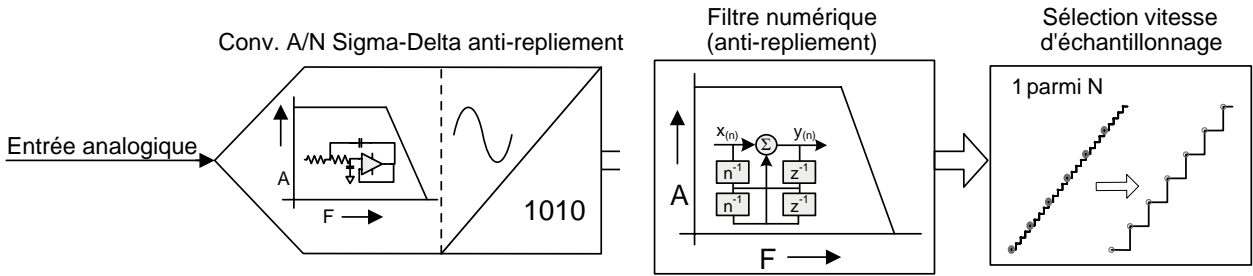 Conv. A/N Sigma-Delta anti-repliement
Filtre numérique
(anti-repliement)
Sélection vitesse
d'échantillonnage
Entrée analogique
A
F
1010
A
F
x(n)
Σ
y(n)
n-1
z-1
n-1
z-1
1 parmi N